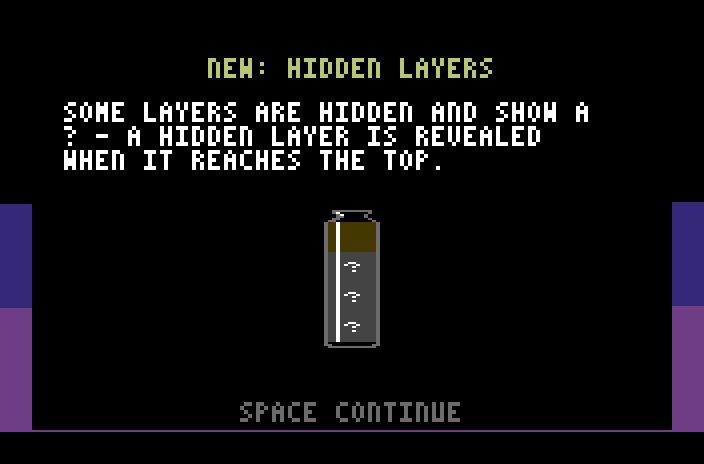 NEW: HIDDEN LAYERS
SOME LAYERS ARE HIDDEN AND SHOW A
? - A HIDDEN LAYER IS REVEALED
WHEN IT REACHES THE TOP.
?
?
?
SPACE CONTINUE